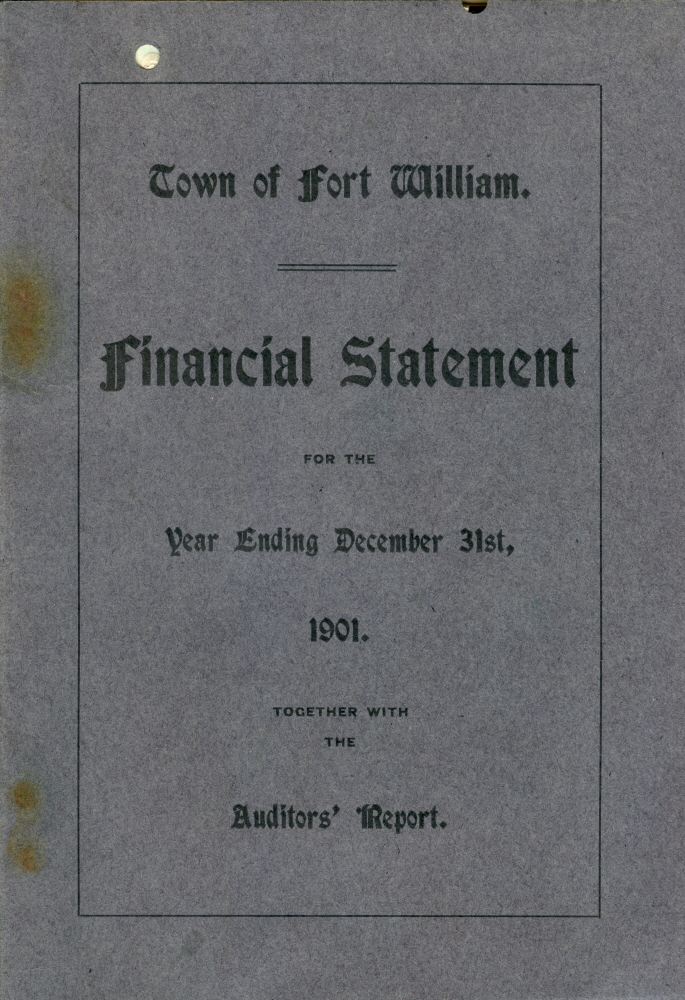 Town of Fort William.
Financial Statement
FOR THE
Year Ending December 31st,
1901.
TOGETHER WITH
THE
Auditors' Report.